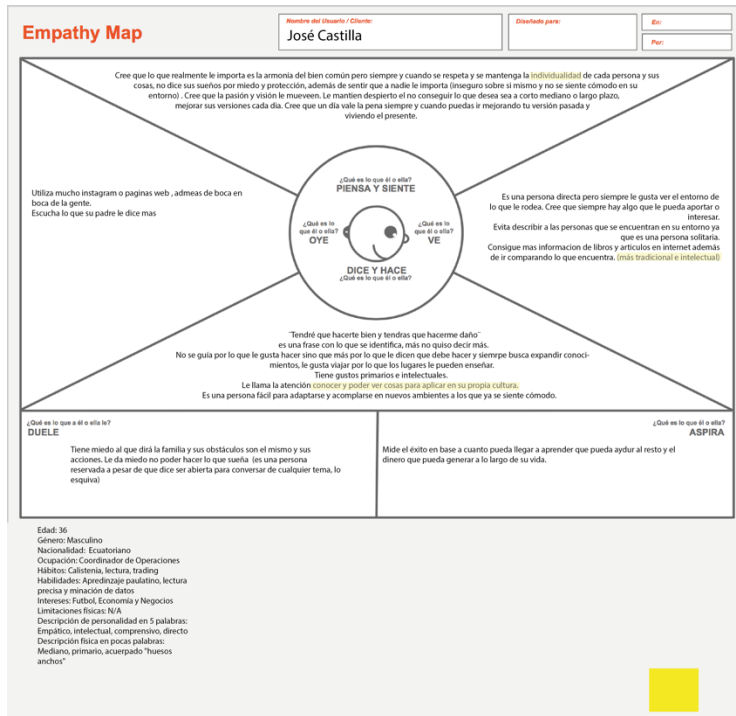 Empathy Map
Nombre del Usuario / Cliente:
José Castilla
Diseñado para:
En:
Por:
Cree que lo que realmente le importa es la armonía del bien común pero siempre y cuando se respeta y se mantenga la individualidad de cada persona y sus
cosas, no dice sus sueños por miedo y protección, además de sentir que a nadie le importa (inseguro sobre si mismo y no se siente cómodo en su
entorno) . Cree que la pasión y visión le mueveen. Le mantien despierto el no conseguir lo que desea sea a corto mediano o largo plazo,
mejorar sus versiones cada día. Cree que un día vale la pena siempre y cuando puedas ir mejorando tu versión pasada y
viviendo el presente.
¿Qué es lo que él o ella?
PIENSA Y SIENTE
Utiliza mucho instagram o paginas web , admeas de boca en
boca de la gente.
Escucha lo que su padre le dice mas
¿Qué es lo
que él o ella?
OYE
¿Qué es lo
que él o ella?
VE
Es una persona directa pero siempre le gusta ver el entorno de
lo que le rodea. Cree que siempre hay algo que le pueda aportar o
interesar.
Evita describir a las personas que se encuentran en su entorno ya
que es una persona solitaria.
Consigue mas informacion de libros y articulos en internet además
de ir comparando lo que encuentra. (más tradicional e intelectual)
DICE Y HACE
¿Qué es lo que él o ella?
¨Tendré que hacerte bien y tendras que hacerme daño¨
es una frase con lo que se identifica, más no quiso decir más.
No se guía por lo que le gusta hacer sino que más por lo que le dicen que debe hacer y siemrpe busca expandir conoci-
mientos, le gusta viajar por lo que los lugares le pueden enseñar.
Tiene gustos primarios e intelectuales.
Le llama la atención conocer y poder ver cosas para aplicar en su propia cultura.
Es una persona fácil para adaptarse y acomplarse en nuevos ambientes a los que ya se siente cómodo.
¿Qué es lo que a él o ella le?
DUELE
Tiene miedo al que dirá la familia y sus obstáculos son el mismo y sus
acciones. Le da miedo no poder hacer lo que sueña (es una persona
reservada a pesar de que dice ser abierta para conversar de cualquier tema, lo
esquiva)
¿Qué es lo que él o ella?
ASPIRA
Mide el éxito en base a cuanto pueda llegar a aprender que pueda aydur al resto y el
dinero que pueda generar a lo largo de su vida.
Edad: 36
Género: Masculino
Nacionalidad: Ecuatoriano
Ocupación: Coordinador de Operaciones
Hábitos: Calistenia, lectura, trading
Habilidades: Apredinzaje paulatino, lectura
precisa y minación de datos
Intereses: Futbol, Economía y Negocios
Limitaciones físicas: N/A
Descripción de personalidad en 5 palabras:
Empático, intelectual, comprensivo, directo
Descripción física en pocas palabras:
Mediano, primario, acuerpado "huesos
anchos"